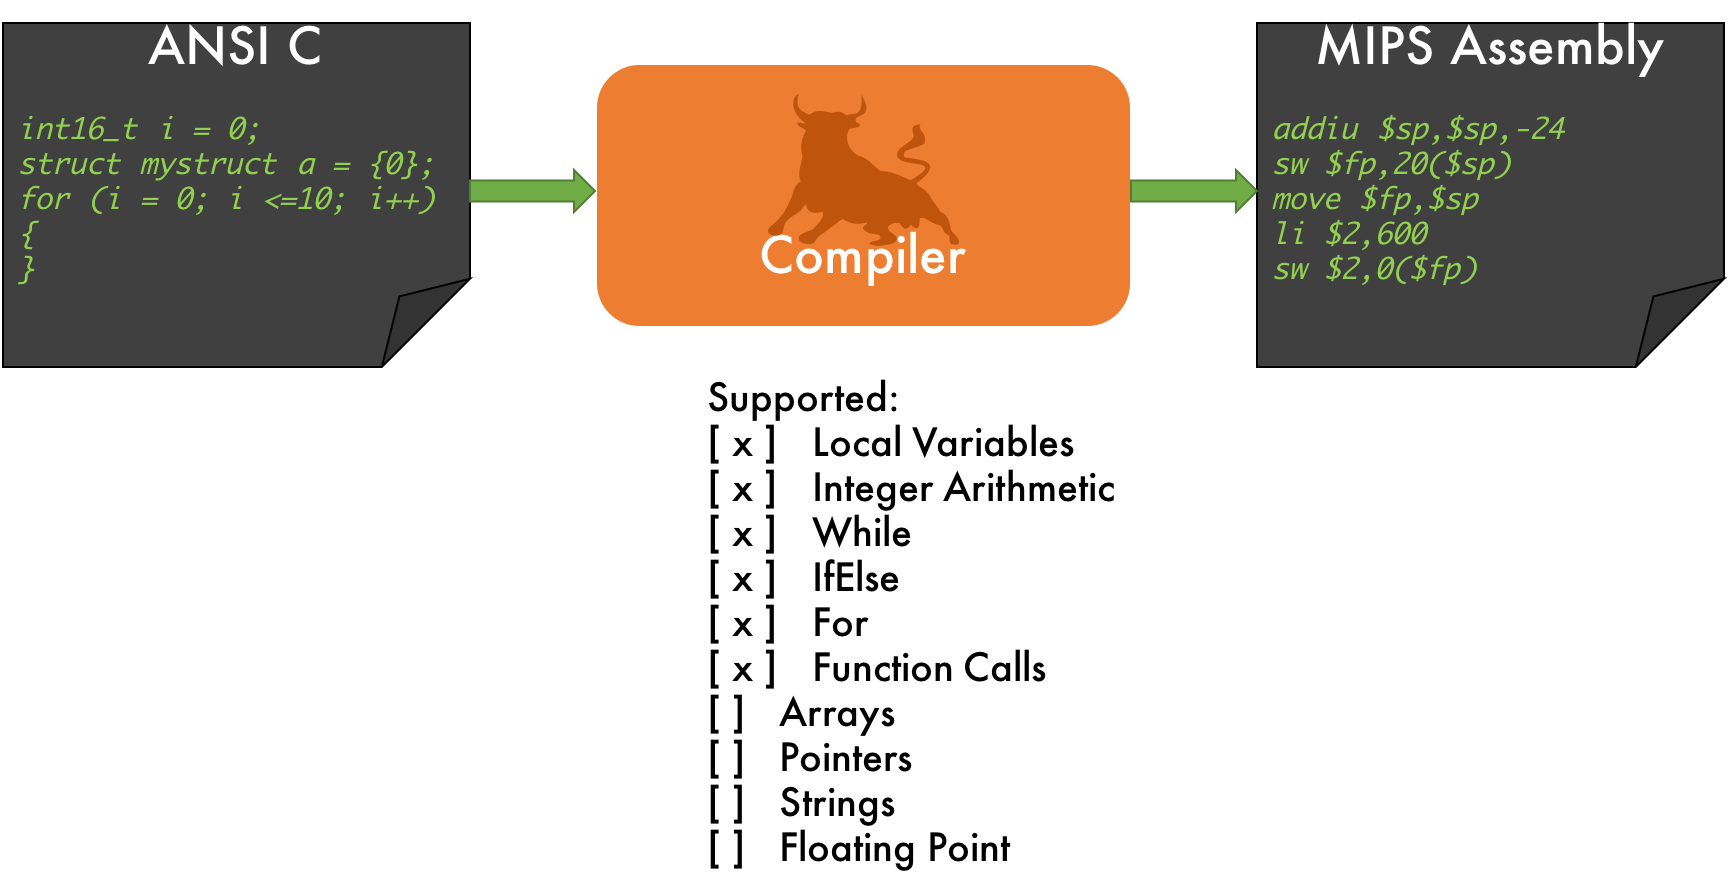 ANSI C
int16_t i = 0;
struct mystruct a = {0};
for (i = 0; i <=10; i++)
{
}
Compiler
MIPS Assembly
addiu $sp,$sp,-24
sw $fp,20($sp)
move $fp,$sp
li $2,600
sw $2,0($fp)
Supported:
[ x ] Local Variables
[ x ] Integer Arithmetic
[ x ] While
[ x ] IfElse
[ x ] For
[ x ] Function Calls
[ ] Arrays
[ ] Pointers
[ ] Strings
[ ] Floating Point